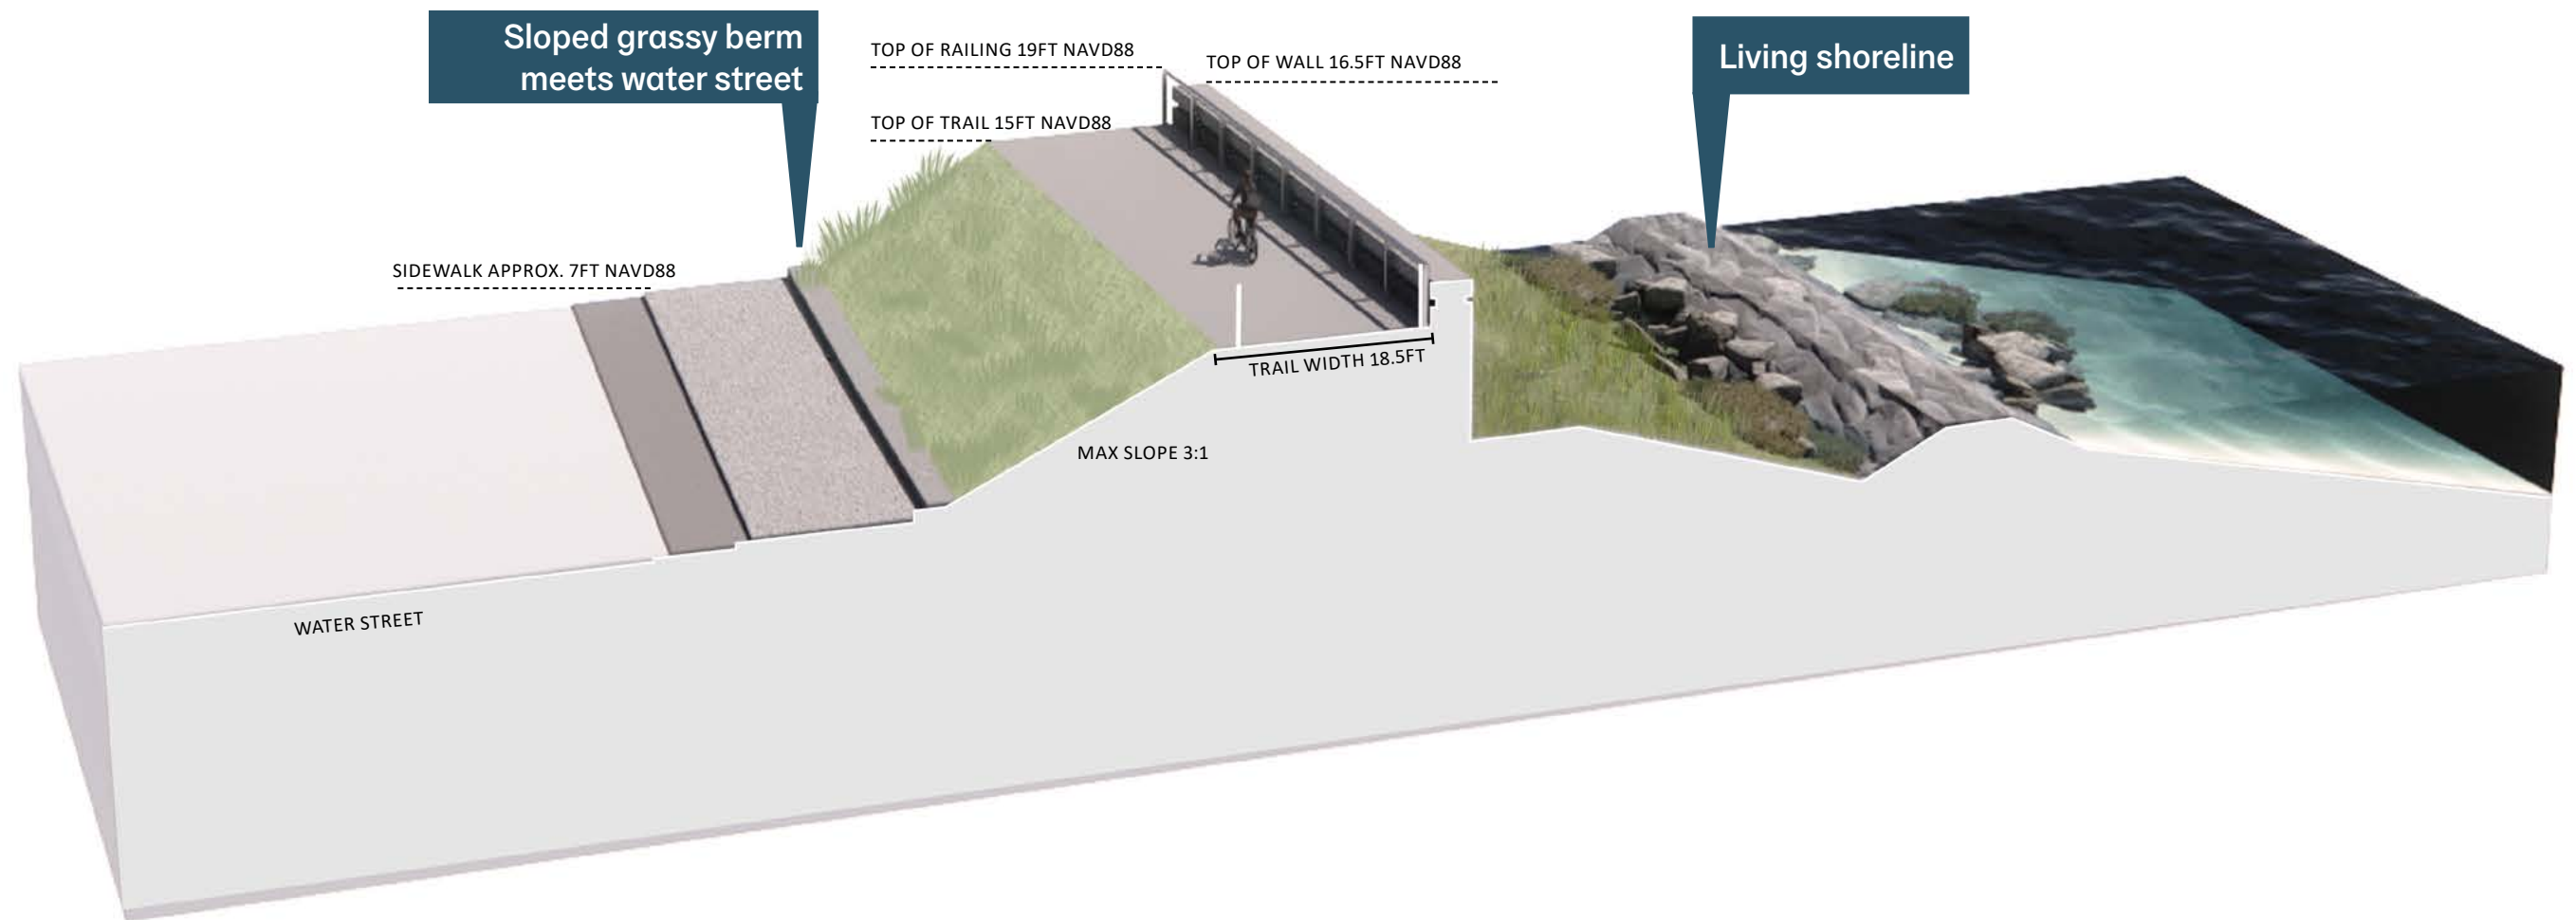 Sloped grassy berm
meets water street
TOP OF RAILING 19FT NAVD88
TOP OF WALL 16.5FT NAVD88
Living shoreline
TOP OF TRAIL 15FT NAVD88
SIDEWALK APPROX. 7FT NAVD88
TRAIL WIDTH 18.5FT
MAX SLOPE 3:1
WATER STREET